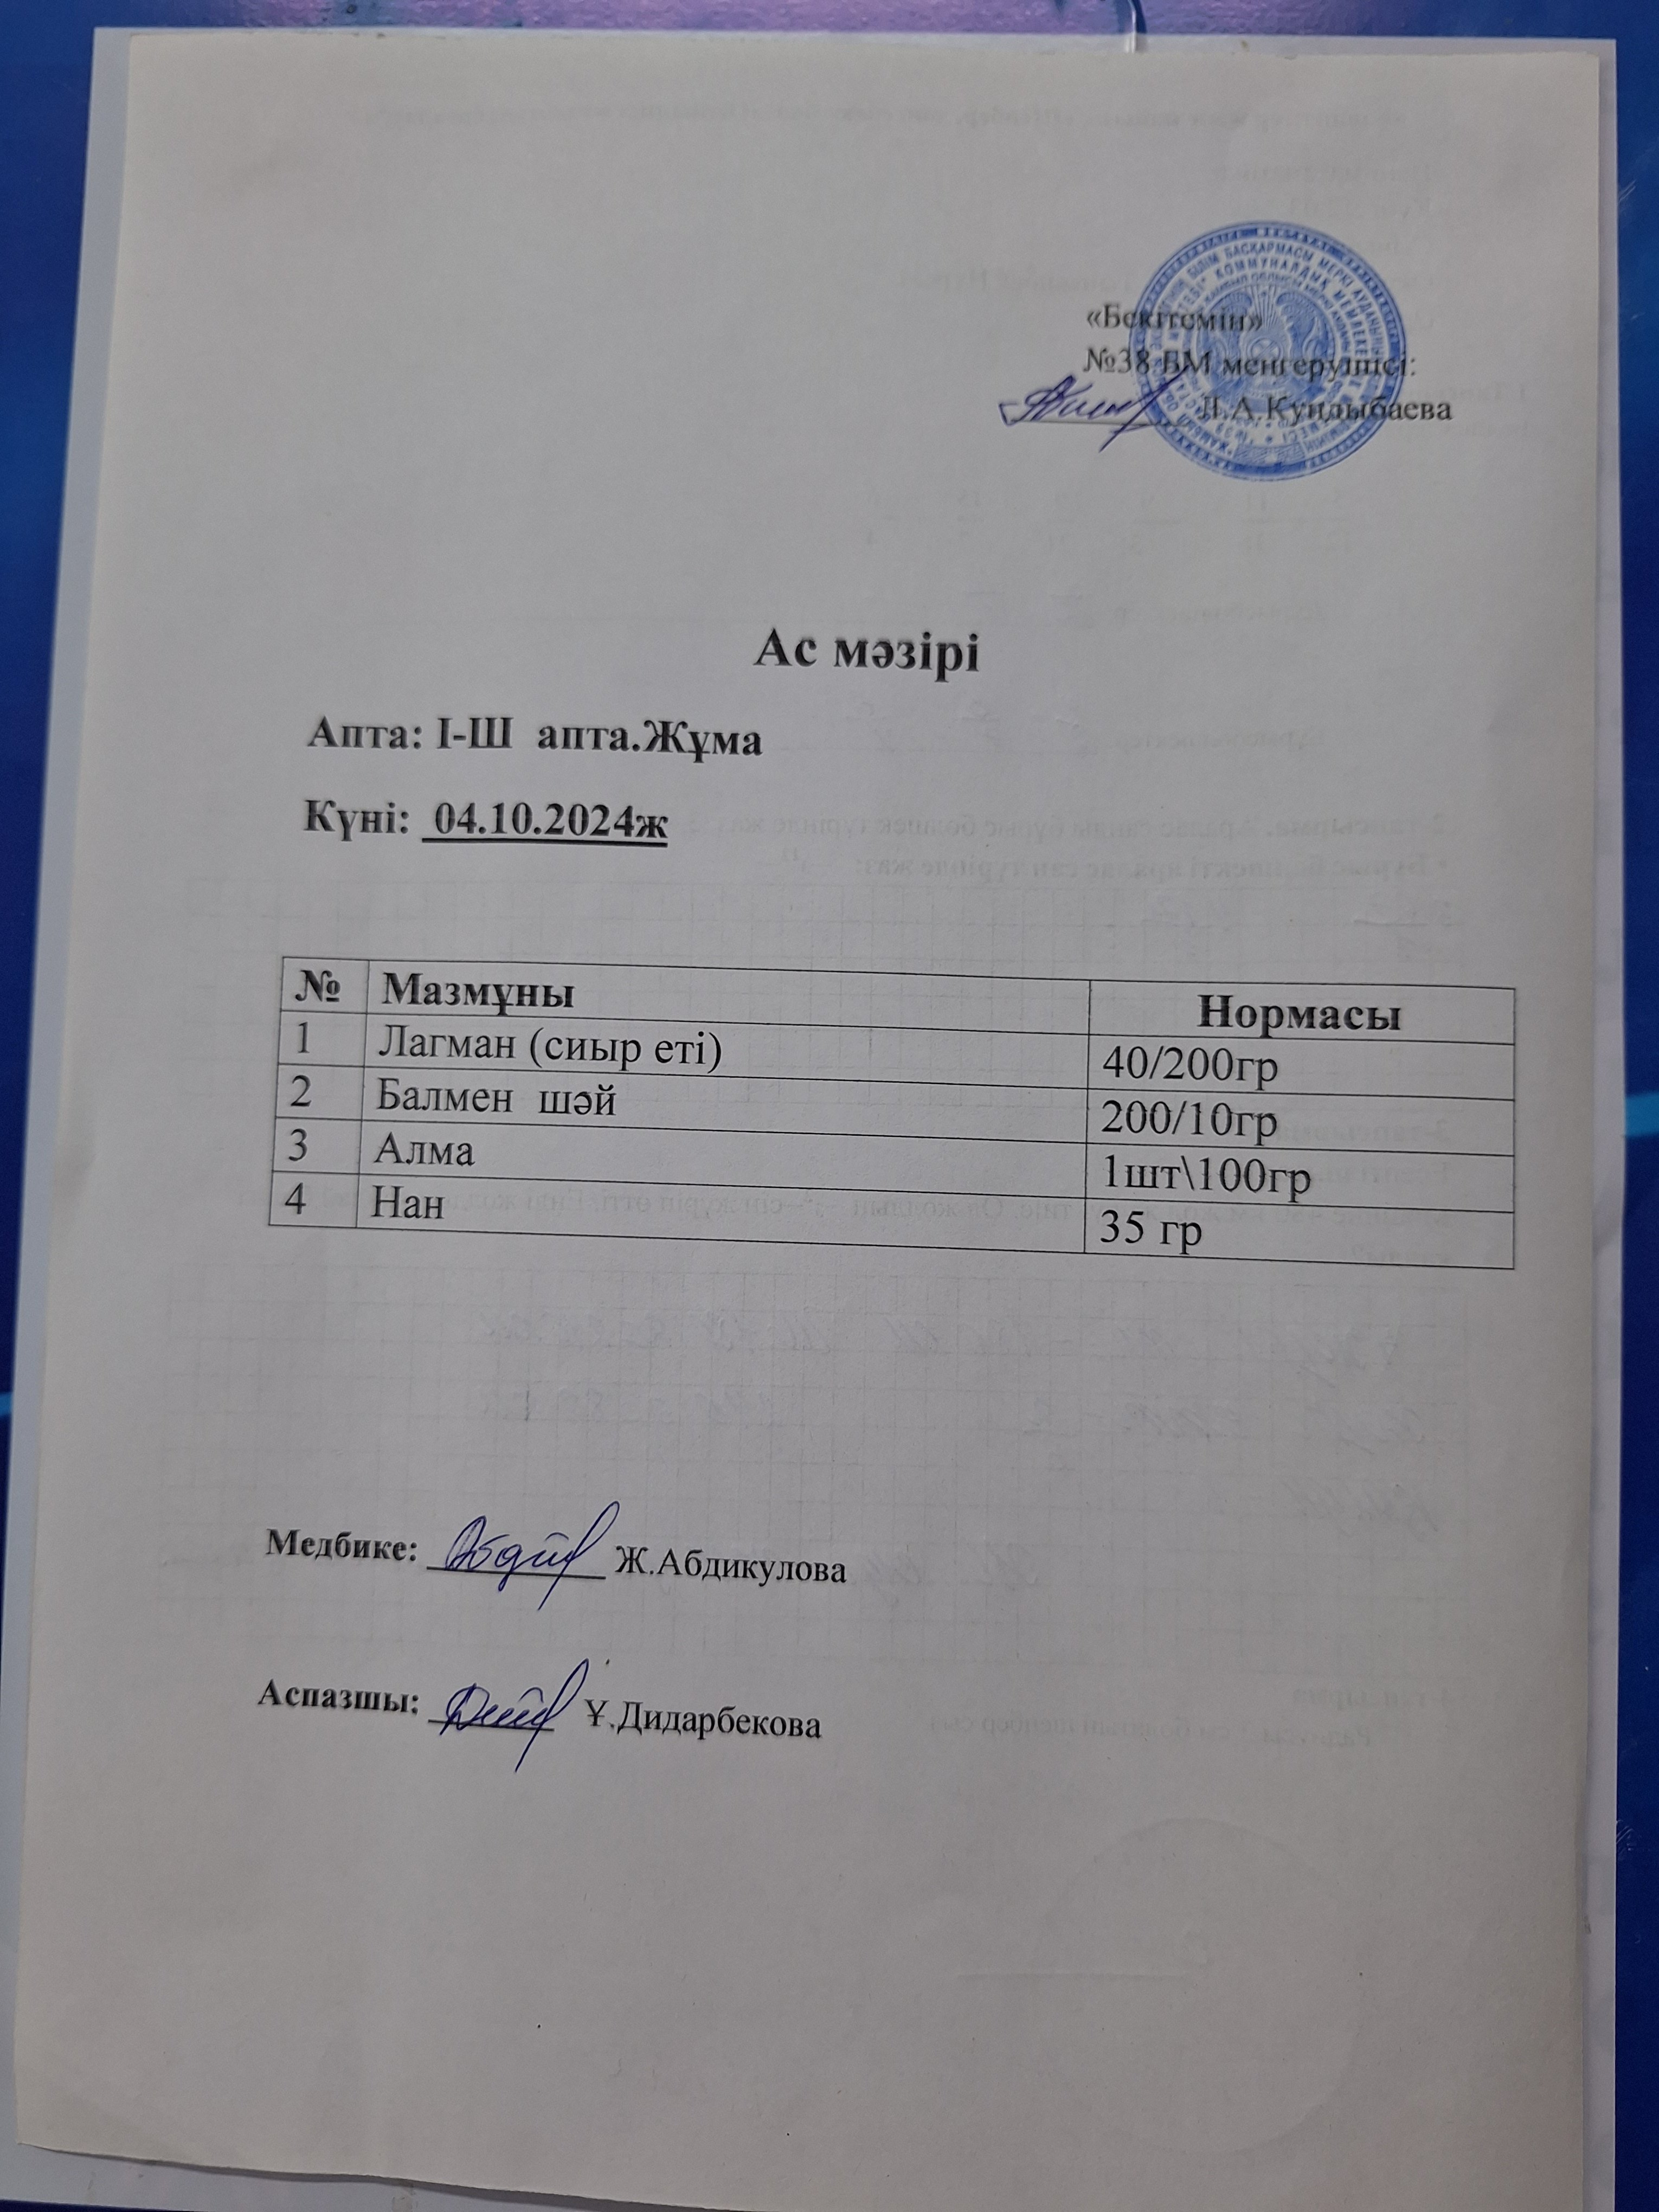 «Бекітемін»
№38 БМ меңгерушісі:
Л.А.Кундыбаева
Ас мәзірі
Апта: І-ІІІ апта.Жұма
Күні: 04.10.2024ж
№ Мазмұны Нормасы
1 Лагман (сиыр еті) 40/200гр
2 Балмен шәй 200/10гр
3 Алма 1шт\100гр
4 Нан 35 гр
Медбике: Ж.Абдикулова
Аспазшы: Ұ.Дидарбекова